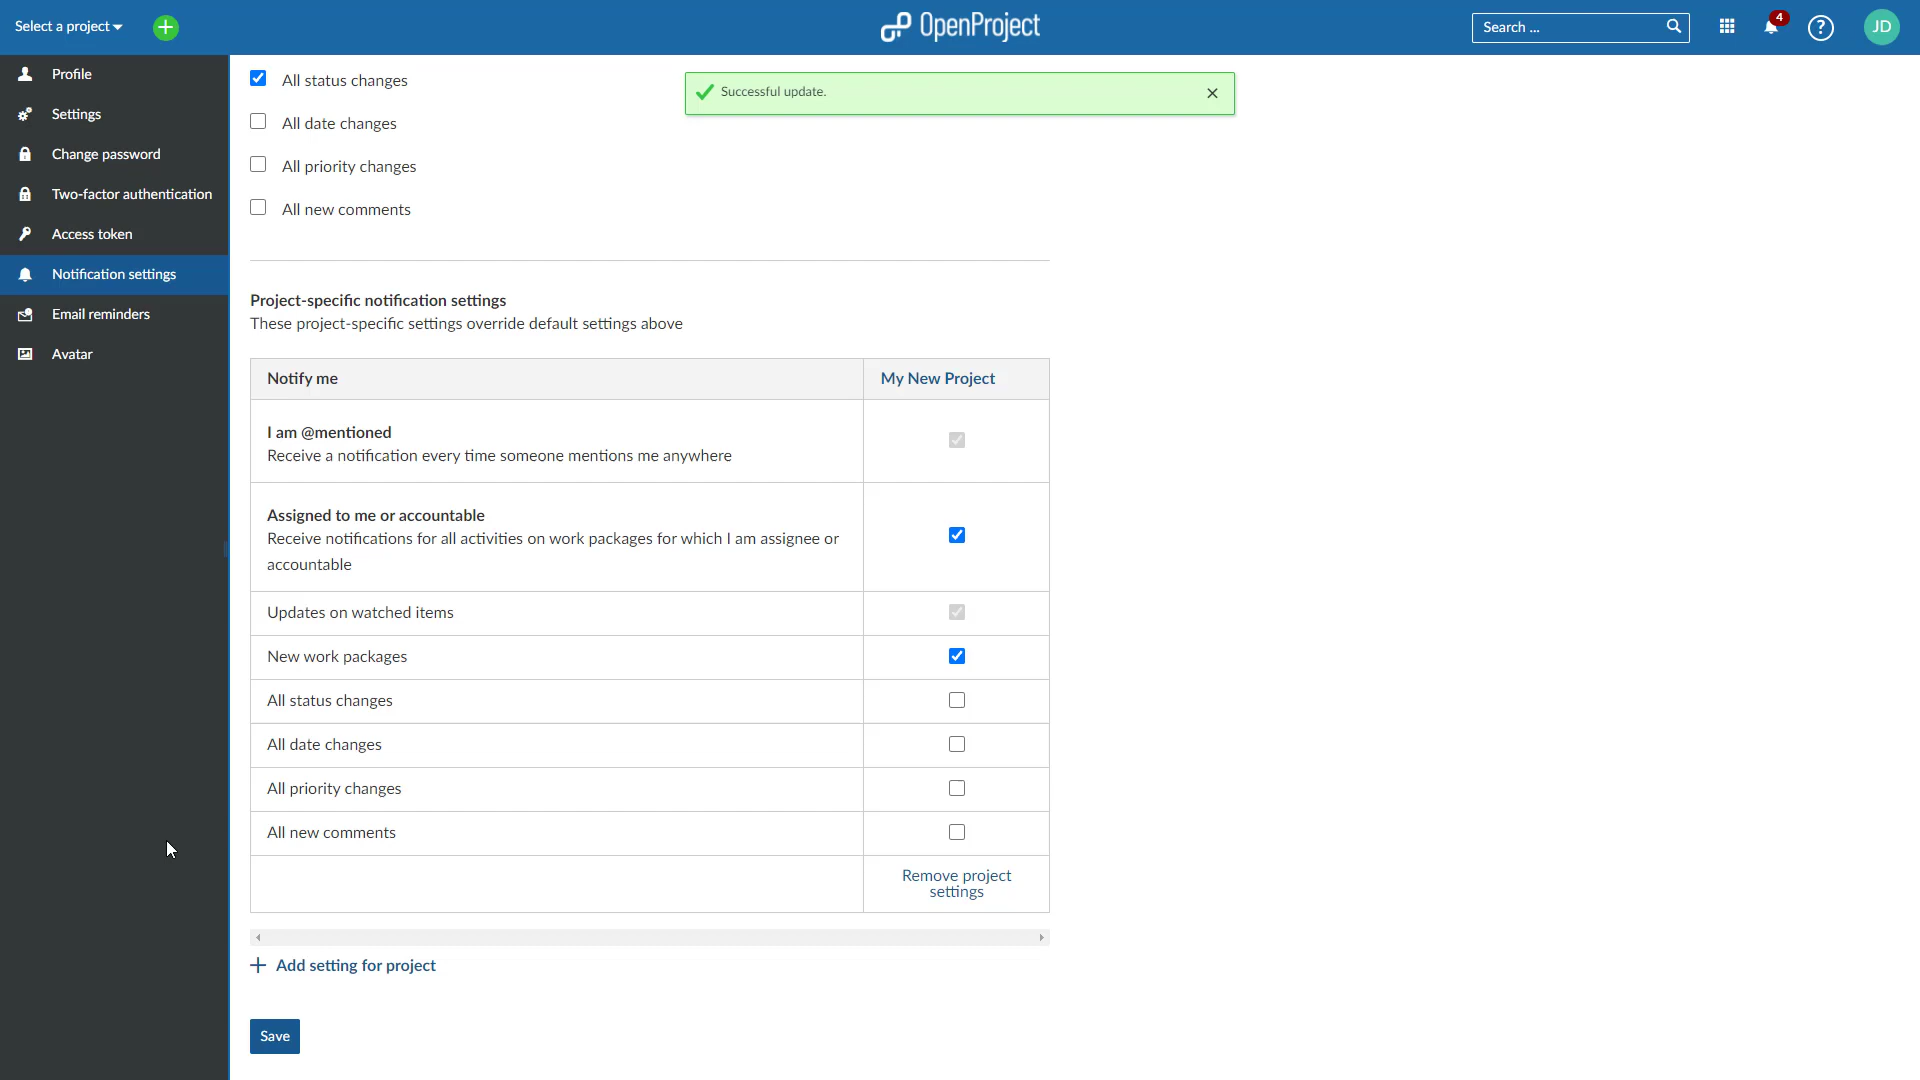 Select a project
OpenProject
Search ...
4
?
JD
Profile
Settings
Change password
Two-factor authentication
Access token
Notification settings
Email reminders
Avatar
All status changes
Successful update.
All date changes
All priority changes
All new comments
Project-specific notification settings
These project-specific settings override default settings above
Notify me
My New Project
I am @mentioned
Receive a notification every time someone mentions me anywhere
Assigned to me or accountable
Receive notifications for all activities on work packages for which I am assignee or
accountable
Updates on watched items
New work packages
All status changes
All date changes
All priority changes
All new comments
Remove project
settings
Add setting for project
Save